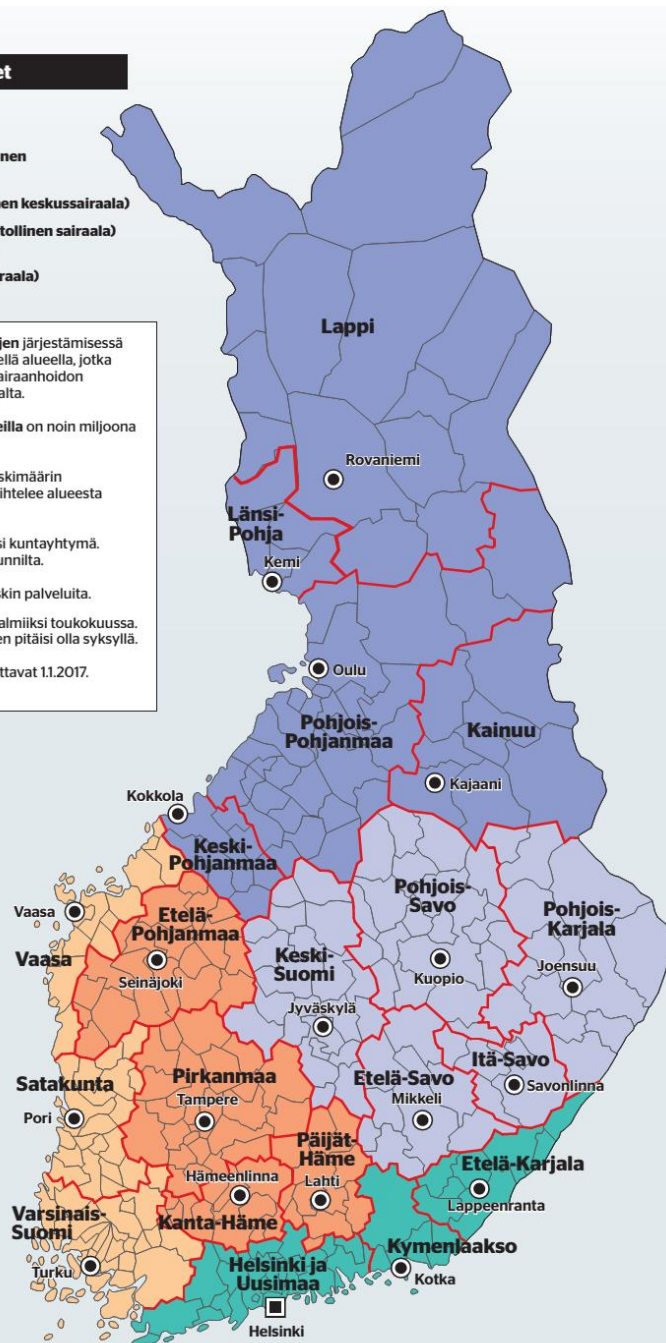 et
nen
en keskussairaala)
tollinen sairaala)
raala)
jen järjestämisessä
ellä alueella, jotka
airaanhoidon
alta.
eilla on noin miljoona
skimäärin
ihtelee alueesta
si kuntayhtymä.
unnilta.
skin palveluita.
almiiksi toukokuussa.
en pitäisi olla syksyllä.
ttavat 1.1.2017.
Lappi
Rovaniemi
Länsi-
Pohja
Kemi
Oulu
Pohjois-
Pohjanmaa
Kainuu
Kajaani
Kokkola
Keski-
Pohjanmaa
Vaasa
Vaasa
Etelä-
Pohjanmaa
Seinäjoki
Keski-
Suomi
Jyväskylä
Pohjois-
Savo
Kuopio
Pohjois-
Karjala
Joensuu
Satakunta
Pori
Pirkanmaa
Tampere
Etelä-Savo
Mikkeli
Itä-Savo
Savonlinna
Päijät-
Häme
Lahti
Hämeenlinna
Kanta-Häme
Etelä-Karjala
Lappeenranta
Varsinais-
Suomi
Turku
Helsinki ja
Uusimaa
Helsinki
Kymenlaakso
Kotka